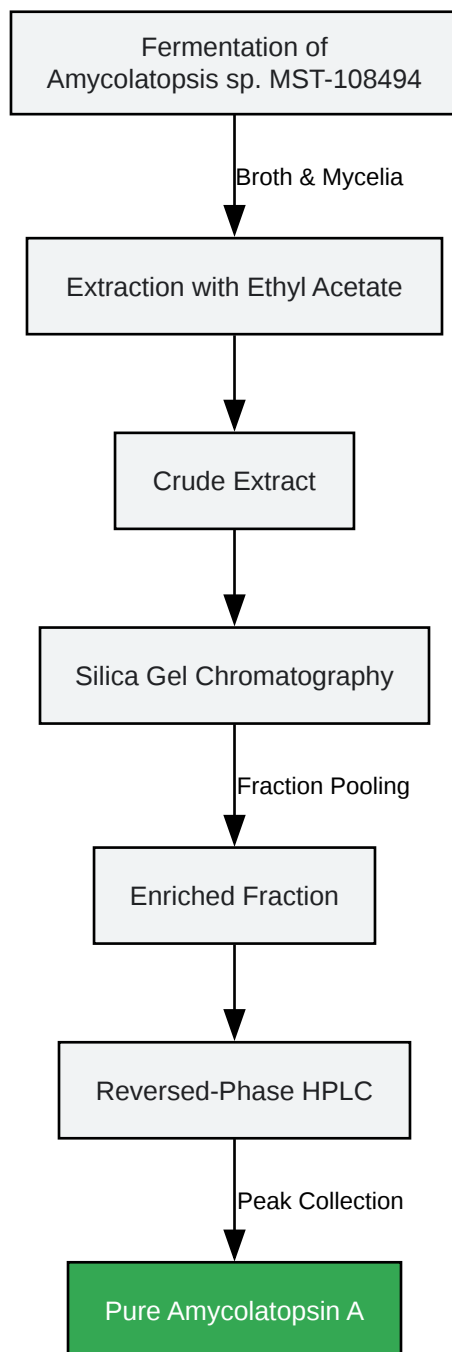 Fermentation of
Amycolatopsis sp. MST-108494
Broth & Mycelia
Extraction with Ethyl Acetate
Crude Extract
Silica Gel Chromatography
Fraction Pooling
Enriched Fraction
Reversed-Phase HPLC
Peak Collection
Pure Amycolatopsin A